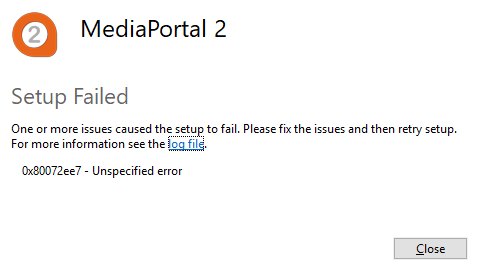 2
MediaPortal 2
Setup Failed
One or more issues caused the setup to fail. Please fix the issues and then retry setup.
For more information see the log file.
0x80072ee7 - Unspecified error
Close